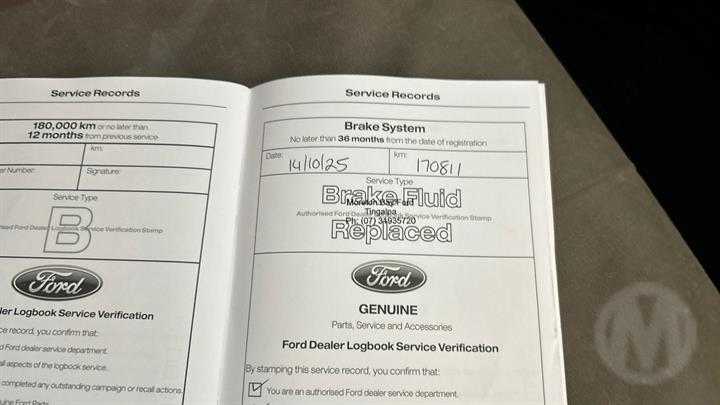 Service Records
180,000 km or no later than
12 months from previous service
km:
er Number:
Signature:
Service Type
B
ised Ford Dealer Logbook Service Verification Stamp
Ford
ler Logbook Service Verification
ce record, you confirm that:
d Ford dealer service department.
all aspects of the logbook service.
completed any outstanding campaign or recall actions.
uine Ford Parts
Service Records
Brake System
No later than 36 months from the date of registration
Date: 14/10/25
km: 170811
Service Type
Brake Fluid
Moreton Bay Ford
Authorised Ford Dealer Logbook Service Verification Stamp
Tingalpa
Ph: (07) 34935720
Replaced
Ford
GENUINE
Parts, Service and Accessories
Ford Dealer Logbook Service Verification
By stamping this service record, you confirm that:
You are an authorised Ford dealer service department.
M